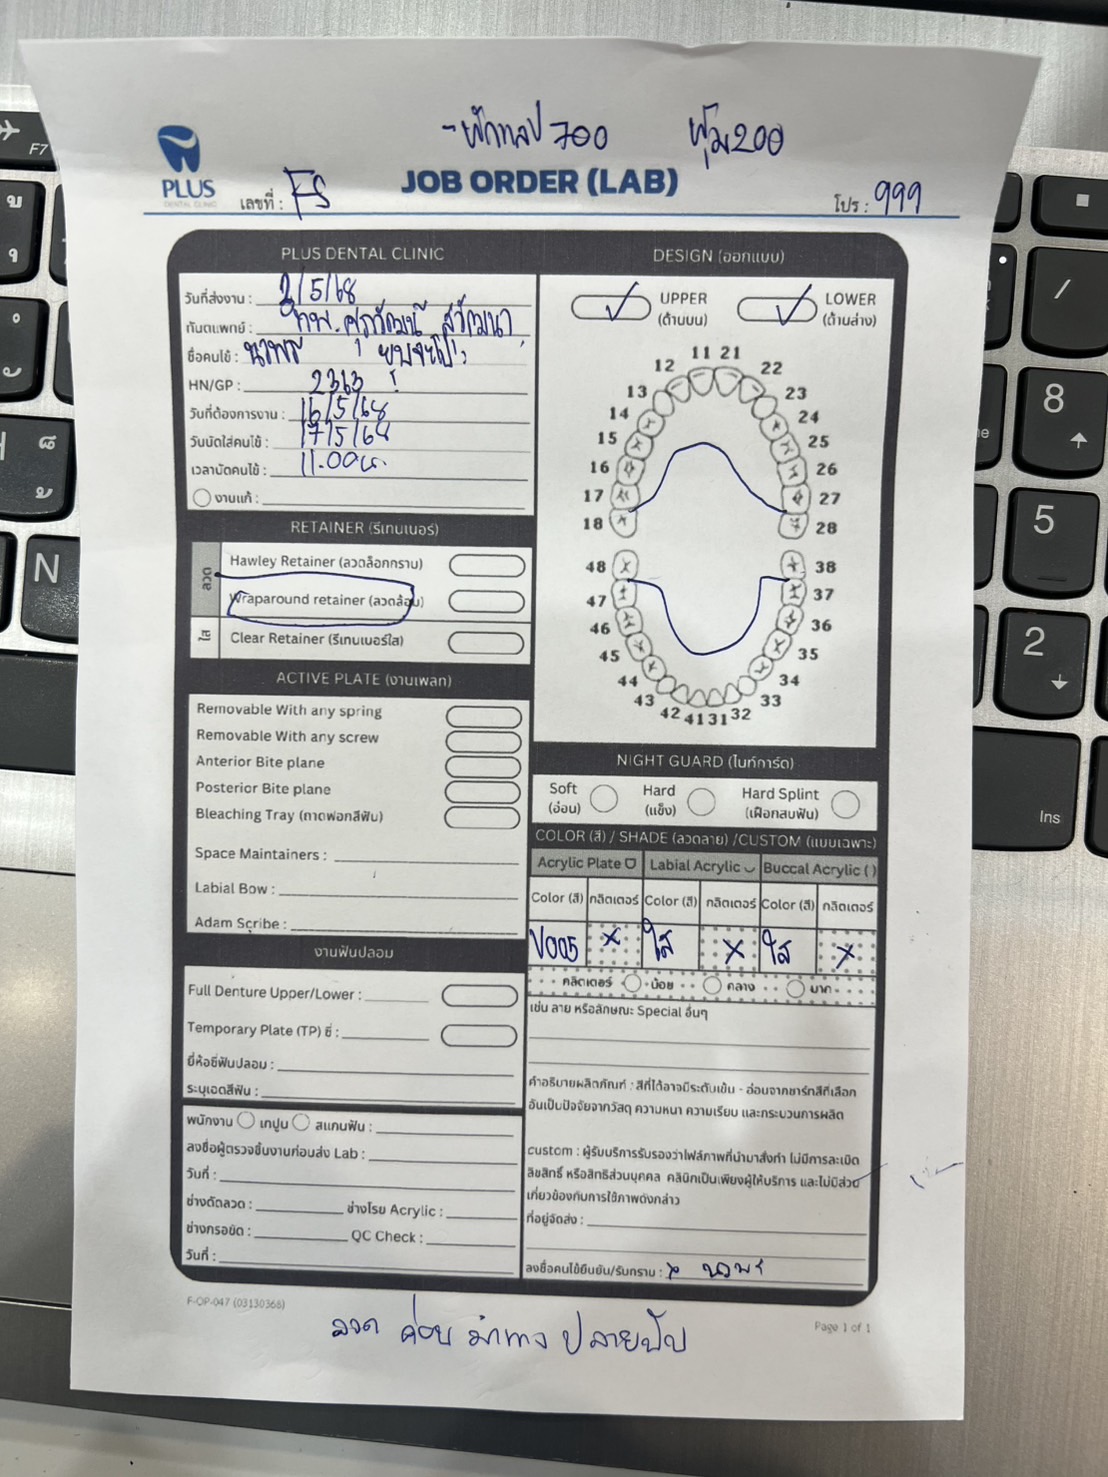 700 พุ่ม200
PLUS
DENTAL CLINIC
เลขที่ : FS
JOB ORDER (LAB)
โปร : 999
PLUS DENTAL CLINIC
วันที่ส่งงาน : 2/5/68
ทันตแพทย์ : ทพ.
ชื่อคนไข้ :
HN/GP : 2363
วันที่ต้องการงาน : 16/5/68
วันนัดใส่คนไข้ : 17/5/68
เวลานัดคนไข้ : 11.00น.
งานแก้ :
RETAINER (รีเทนเนอร์)
ลวด
Hawley Retainer (ลวดล็อกกราม)
Wraparound retainer (ลวดล้อม)
ใส
Clear Retainer (รีเทนเนอร์ใส)
ACTIVE PLATE (งานเพลท)
Removable With any spring
Removable With any screw
Anterior Bite plane
Posterior Bite plane
Bleaching Tray (ถาดฟอกสีฟัน)
Space Maintainers :
Labial Bow :
Adam Scribe :
งานฟันปลอม
Full Denture Upper/Lower :
Temporary Plate (TP) ซี่ :
ยี่ห้อซี่ฟันปลอม :
ระบุเฉดสีฟัน :
พนักงาน เทปูน สแกนฟัน :
ลงชื่อผู้ตรวจชิ้นงานก่อนส่ง Lab :
วันที่ :
ช่างดัดลวด : ช่างโรย Acrylic :
ช่างกรอขัด : QC Check :
วันที่ :
DESIGN (ออกแบบ)
UPPER
(ด้านบน)
LOWER
(ด้านล่าง)
11 21
12 22
13 23
14 24
15 25
16 26
17 27
18 28
48 38
47 37
46 36
45 35
44 34
43 33
42 41 31 32
NIGHT GUARD (ไนท์การ์ด)
Soft
(อ่อน)
Hard
(แข็ง)
Hard Splint
(เฝือกสบฟัน)
COLOR (สี) / SHADE (ลวดลาย) /CUSTOM (แบบเฉพาะ)
Acrylic Plate Labial Acrylic Buccal Acrylic ( )
Color (สี) กลิตเตอร์ Color (สี) กลิตเตอร์ Color (สี) กลิตเตอร์
V005 x ใส x ใส x
กลิตเตอร์ น้อย กลาง มาก
เช่น ลาย หรือลักษณะ Special อื่นๆ
คำอธิบายผลิตภัณฑ์ : สีที่ได้อาจมีระดับเข้ม - อ่อนจากชาร์ทสีที่เลือก
อันเป็นปัจจัยจากวัสดุ ความหนา ความเรียบ และกระบวนการผลิต
custom : ผู้รับบริการรับรองว่าไฟล์ภาพที่นำมาสั่งทำ ไม่มีการละเมิด
ลิขสิทธิ์ หรือสิทธิส่วนบุคคล คลินิกเป็นเพียงผู้ให้บริการ และไม่มีส่วน
เกี่ยวข้องกับการใช้ภาพดังกล่าว
ที่อยู่จัดส่ง :
ลงชื่อคนไข้ยืนยัน/รับทราบ : x
F-OP-047 (03130368)
Page 1 of 1
ลวด ค่อน มาทาง ปลายฟัน
F7
N
8
5
2
Ins